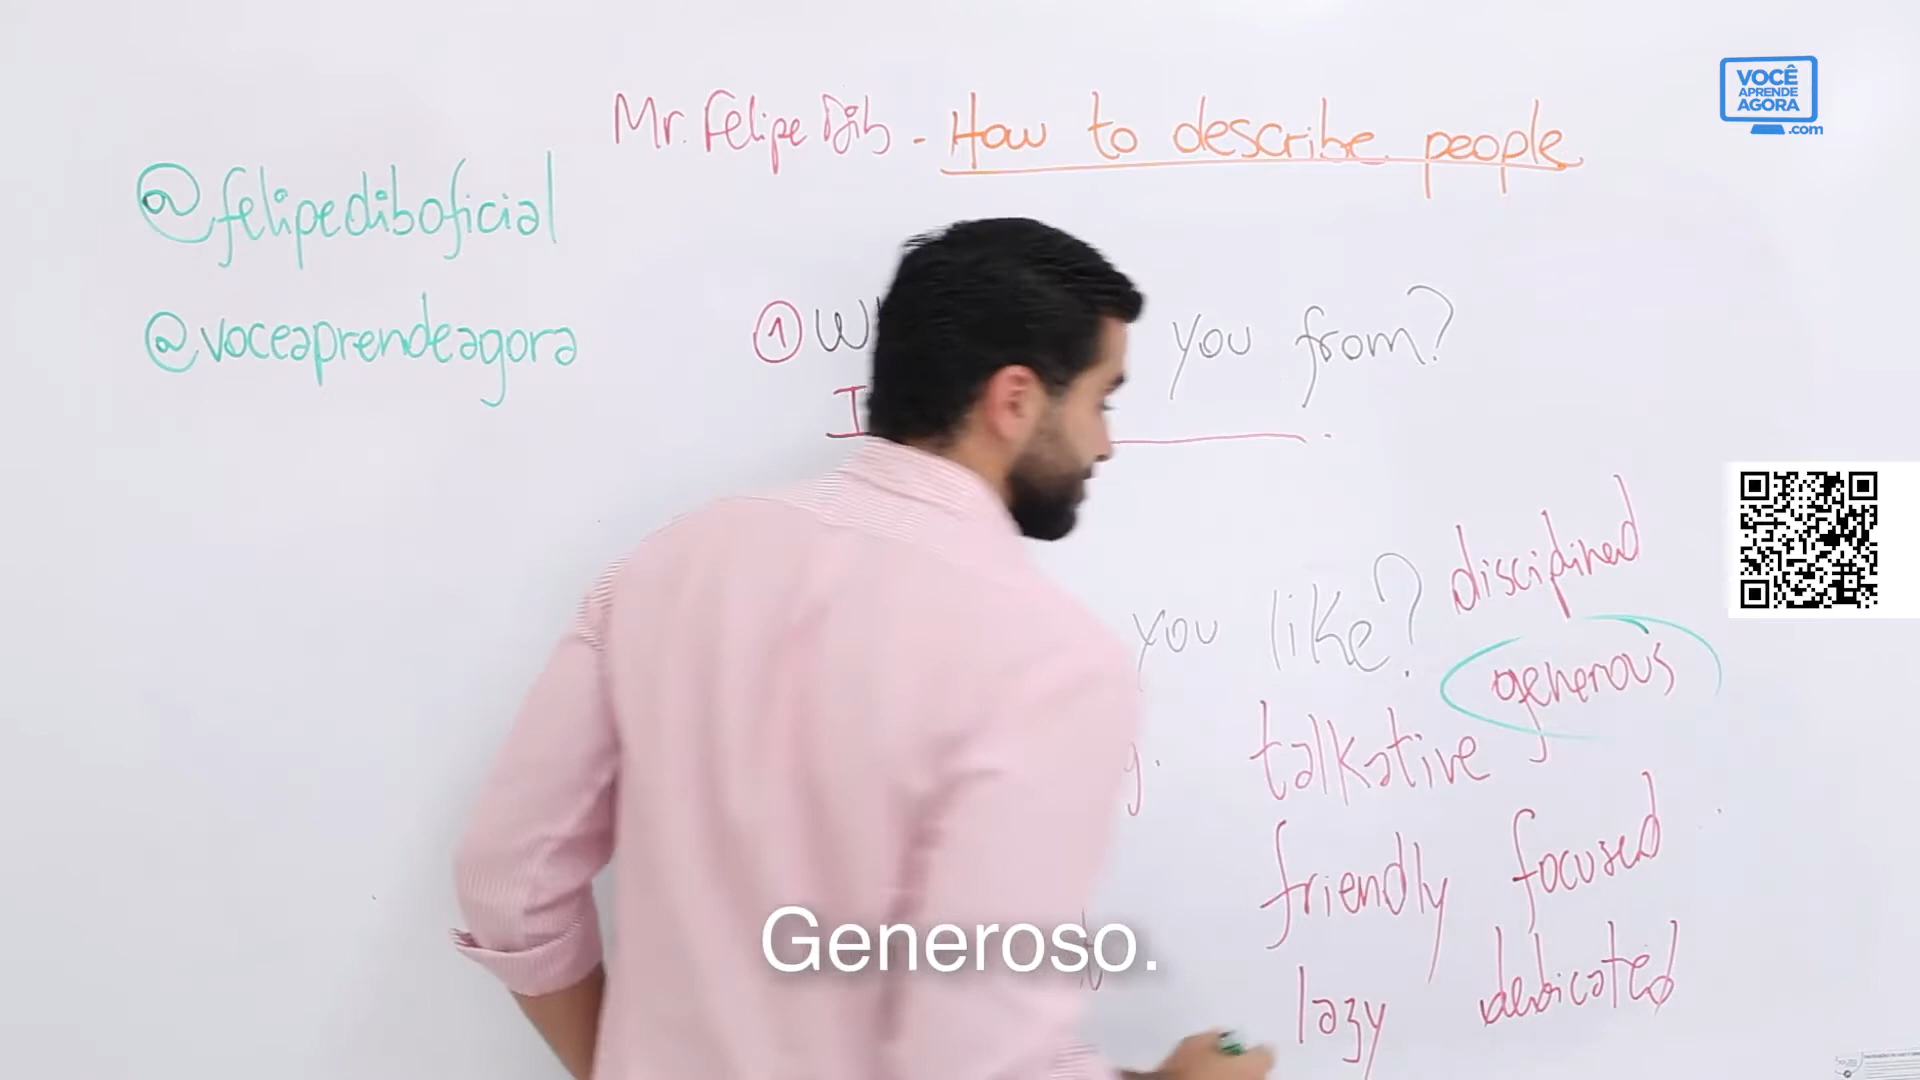 VOCÊ
APRENDE
AGORA
.com
Mr. Felipe Dib - How to describe people
@felipediboficial
@voceaprendeagora
1 W you from?
I
you like? disciplined
generous
talkative
friendly focused
lazy dedicated
Generoso.